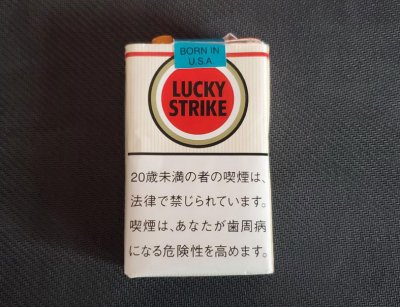 BORN IN
U.S.A.
LUCKY
STRIKE
20歳未満の者の喫煙は、
法律で禁じられています。
喫煙は、あなたが歯周病
になる危険性を高めます。